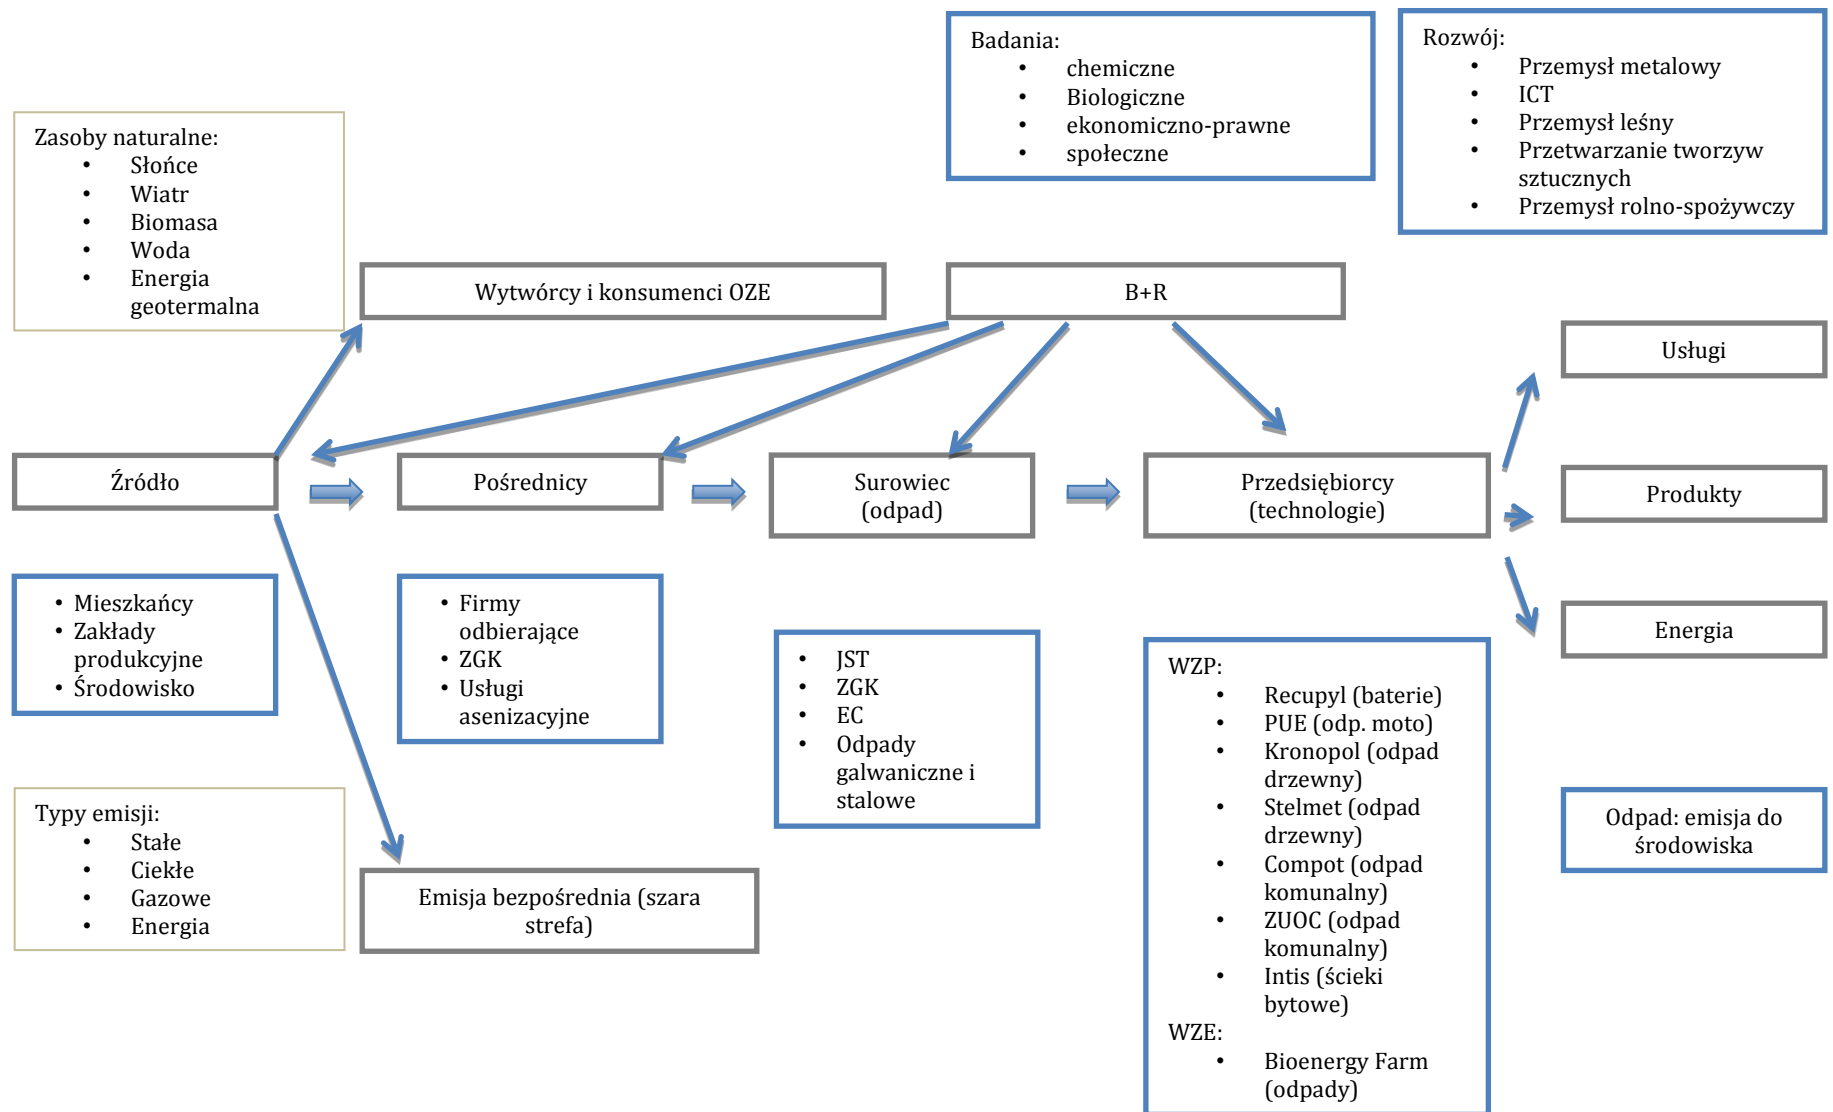 Badania:
• chemiczne
• Biologiczne
• ekonomiczno-prawne
• społeczne
Rozwój:
• Przemysł metalowy
• ICT
• Przemysł leśny
• Przetwarzanie tworzyw
sztucznych
• Przemysł rolno-spożywczy
Zasoby naturalne:
• Słońce
• Wiatr
• Biomasa
• Woda
• Energia
geotermalna
Wytwórcy i konsumenci OZE
B+R
Usługi
Źródło
Pośrednicy
Surowiec
(odpad)
Przedsiębiorcy
(technologie)
Produkty
Energia
• Mieszkańcy
• Zakłady
produkcyjne
• Środowisko
• Firmy
odbierające
• ZGK
• Usługi
asenizacyjne
• JST
• ZGK
• EC
• Odpady
galwaniczne i
stalowe
WZP:
• Recupyl (baterie)
• PUE (odp. moto)
• Kronopol (odpad
drzewny)
• Stelmet (odpad
drzewny)
• Compot (odpad
komunalny)
• ZUOC (odpad
komunalny)
• Intis (ścieki
bytowe)
WZE:
• Bioenergy Farm
(odpady)
Odpad: emisja do
środowiska
Typy emisji:
• Stałe
• Ciekłe
• Gazowe
• Energia
Emisja bezpośrednia (szara
strefa)